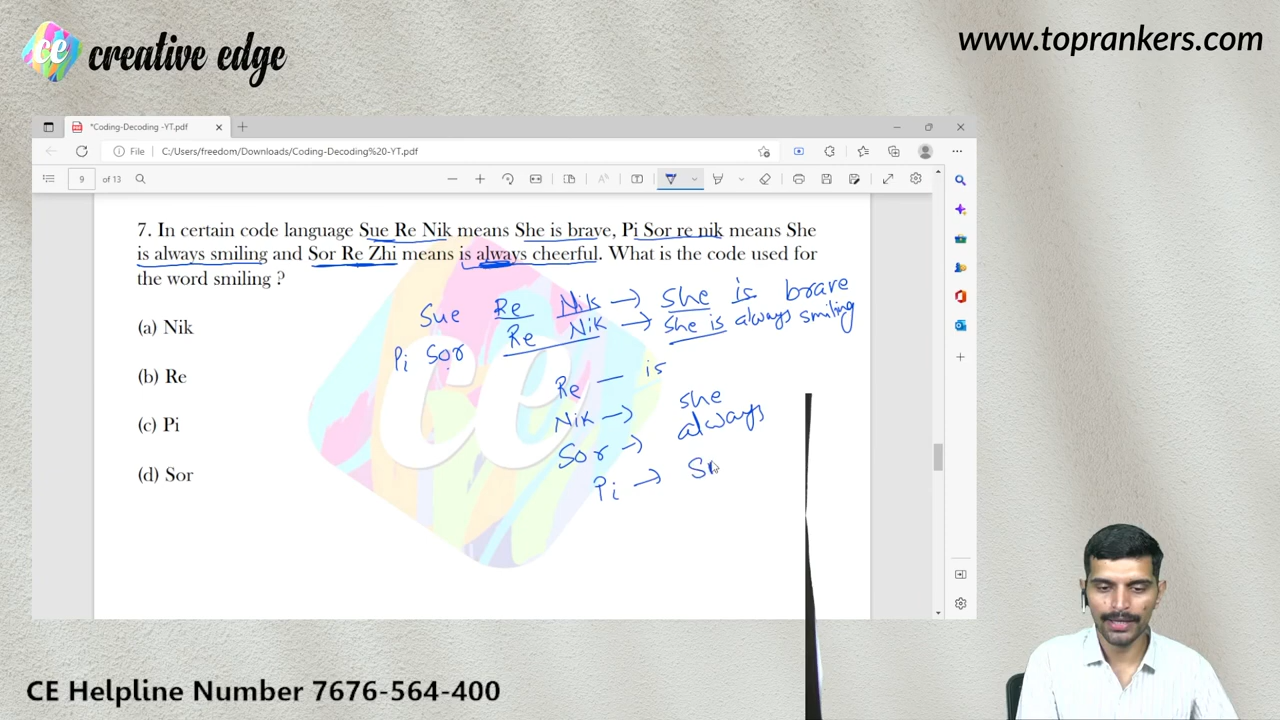 ce creative edge
www.toprankers.com
*Coding-Decoding -YT.pdf
File C:/Users/freedom/Downloads/Coding-Decoding%20-YT.pdf
9 of 13
7. In certain code language Sue Re Nik means She is brave, Pi Sor re nik means She
is always smiling and Sor Re Zhi means is always cheerful. What is the code used for
the word smiling ?
Sue Re Nik → she is brave
Pi Sor Re Nik → she is always smiling
(a) Nik
(b) Re
(c) Pi
(d) Sor
Re — is
Nik → she
Sor → always
Pi → Sm
ce
CE Helpline Number 7676-564-400